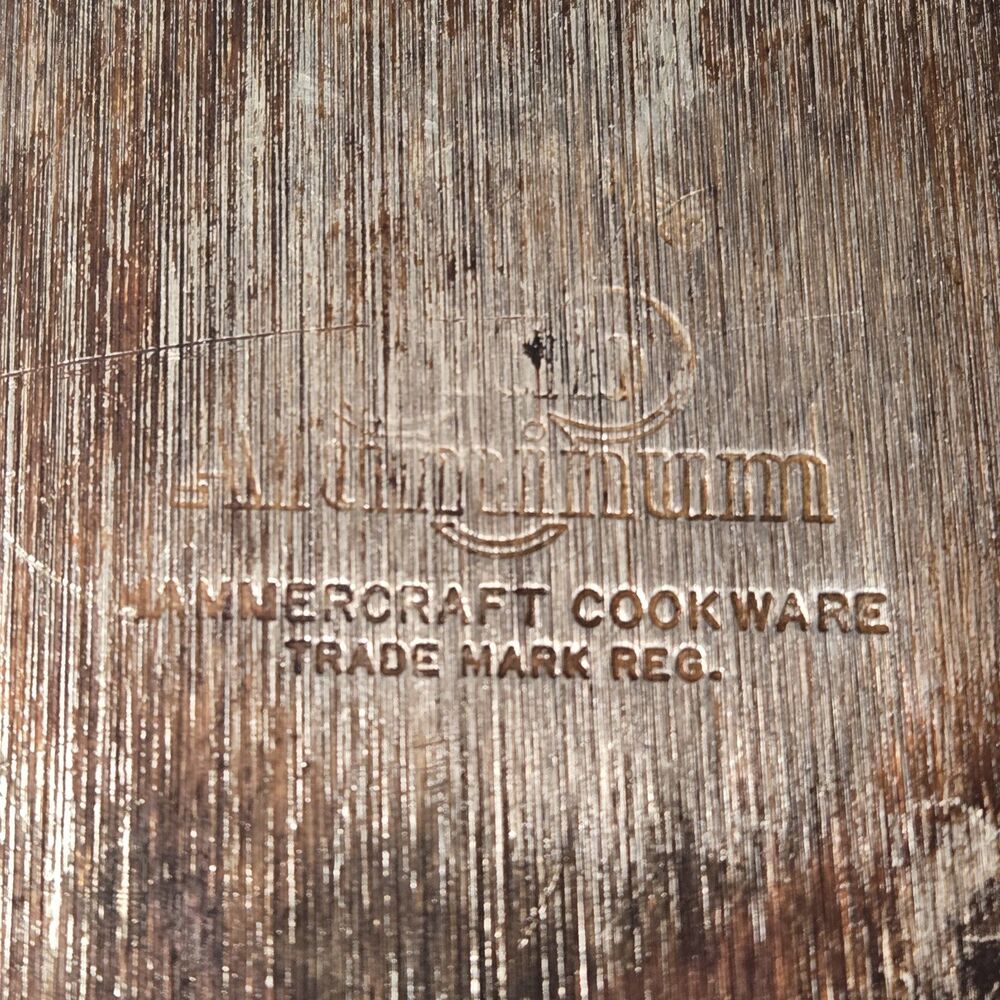 Aluminum
HAMMERCRAFT COOKWARE
TRADE MARK REG.